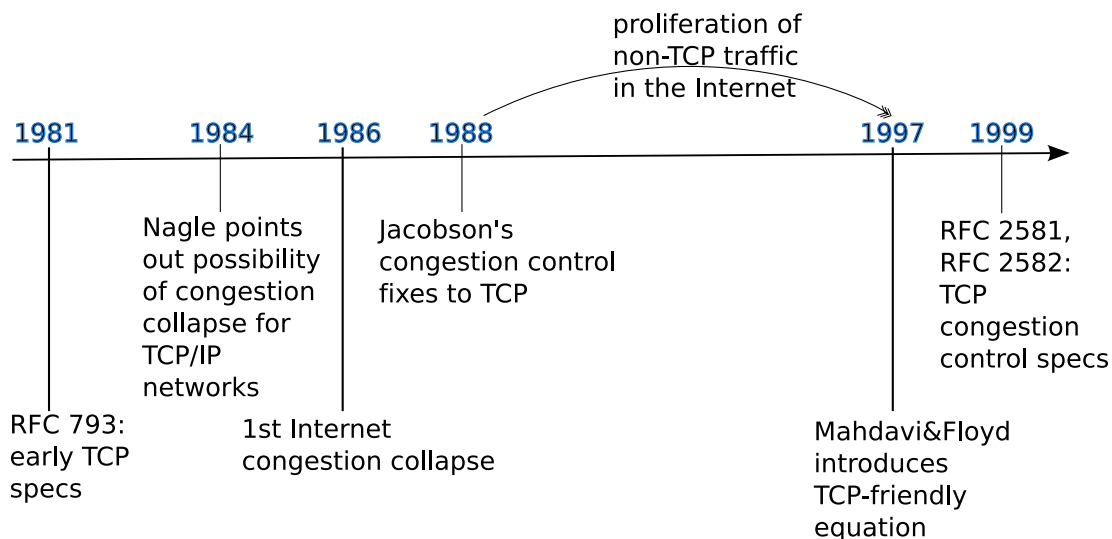 proliferation of
non-TCP traffic
in the Internet
1981
1984
1986
1988
1997
1999
Nagle points
out possibility
of congestion
collapse for
TCP/IP
networks
Jacobson's
congestion control
fixes to TCP
RFC 2581,
RFC 2582:
TCP
congestion
control specs
RFC 793:
early TCP
specs
1st Internet
congestion collapse
Mahdavi&Floyd
introduces
TCP-friendly
equation